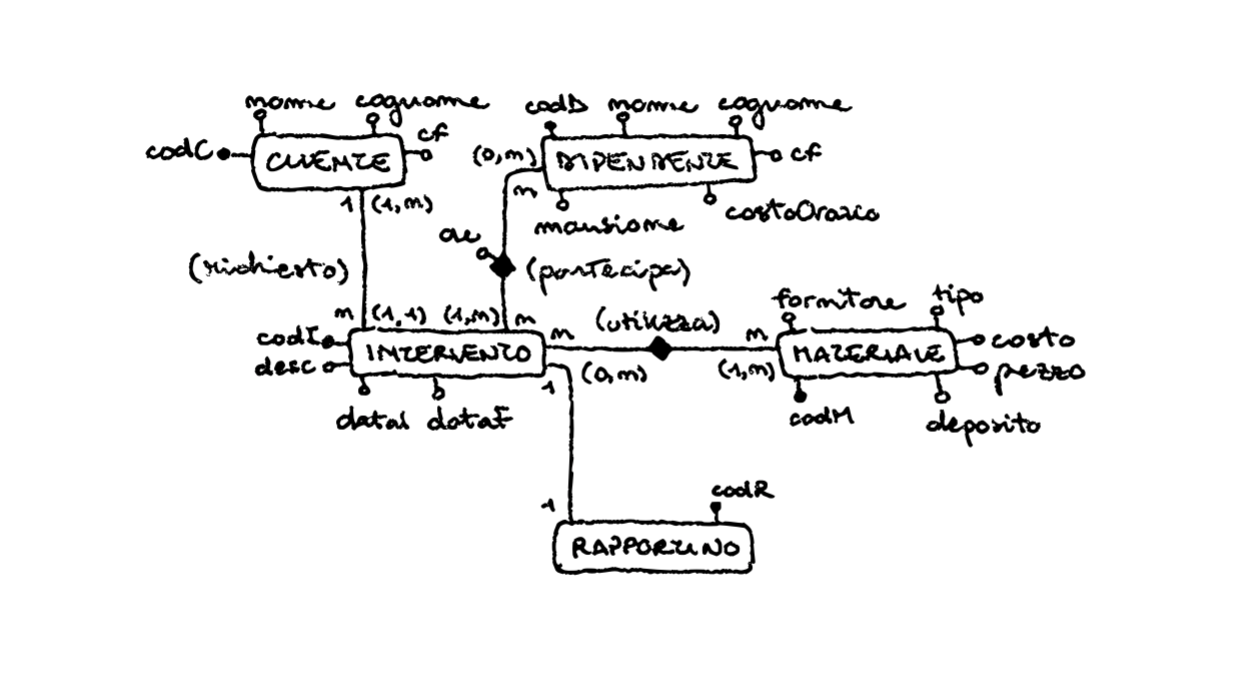 nome cognome
codC
CLIENTE
cf
codD nome cognome
(0,n)
DIPENDENTE
cf
1 (1,n)
n
mansione
costoOrario
(richiesto)
(partecipa)
n (1,1) (1,n) n
codI
desc
INTERVENTO
dataI dataF
n (utilizza) n
(0,n) (1,n)
fornitore tipo
MATERIALE
costo
pezzo
codM
deposito
1
1
codR
RAPPORTINO